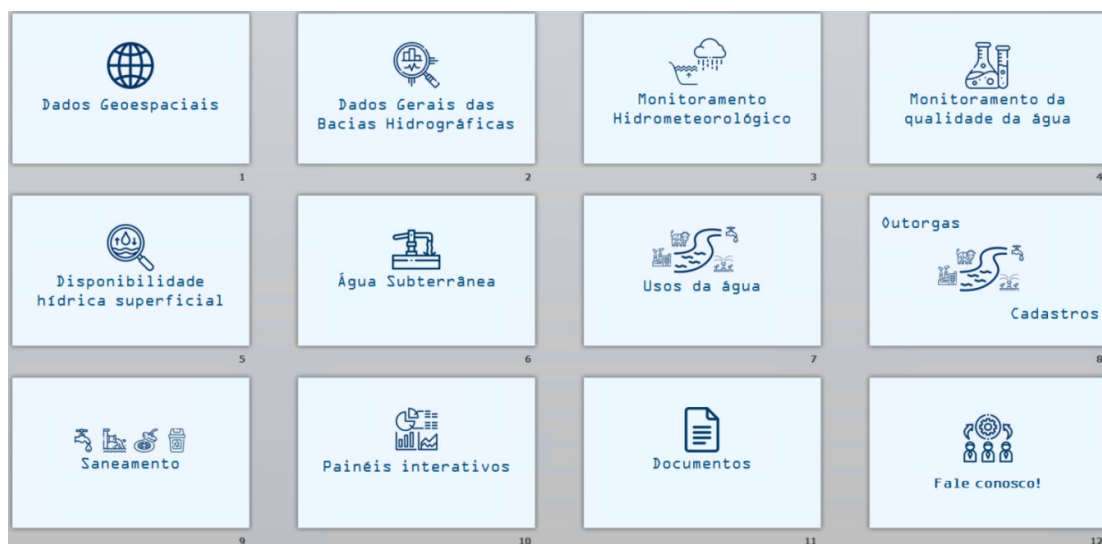 Dados Geoespaciais
1
Dados Gerais das
Bacias Hidrográficas
2
Monitoramento
Hidrometeorológico
3
Monitoramento da
qualidade da água
4
Disponibilidade
hídrica superficial
5
Água Subterrânea
6
Usos da água
7
Outorgas
Cadastros
8
Saneamento
9
Painéis interativos
10
Documentos
11
Fale conosco!
12